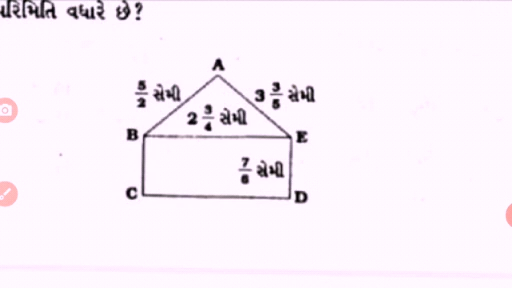 પરિમિતિ વધારે છે?
A
5/2 સેમી
3 3/5 સેમી
2 3/4 સેમી
B
E
7/6 સેમી
C
D